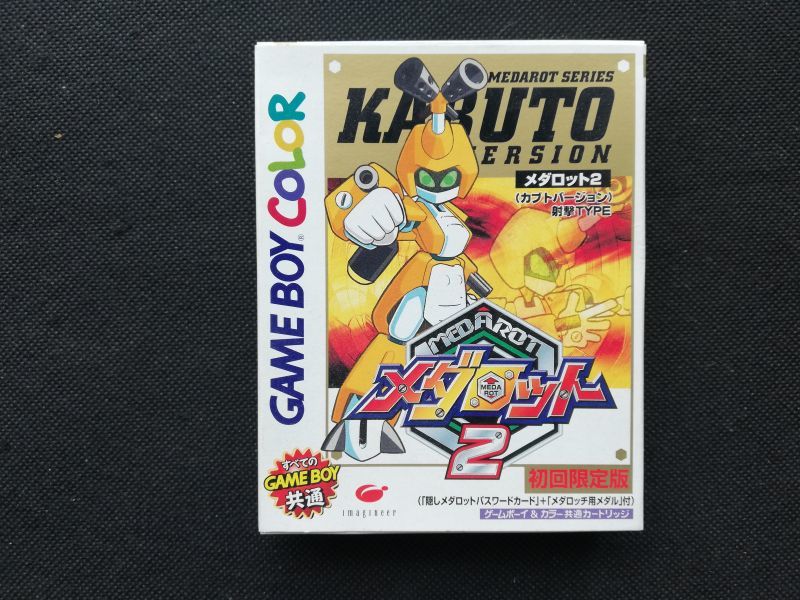 GAME BOY COLOR
MEDAROT SERIES
KABUTO
VERSION
メダロット2
(カブトバージョン)
射撃TYPE
MEDAROT
メダロット
MEDA
ROT
2
すべての
GAME BOY
共通
imagineer
初回限定版
(「隠しメダロットパスワードカード」+「メダロッチ用メダル」付)
ゲームボーイ&カラー共通カートリッジ